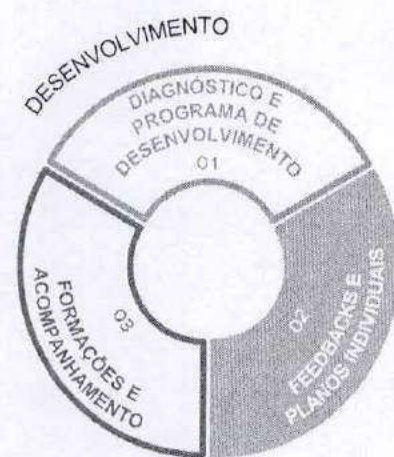 DESENVOLVIMENTO
DIAGNÓSTICO E
PROGRAMA DE
DESENVOLVIMENTO
01
02
FEEDBACKS E
PLANOS INDIVIDUAIS
03
FORMAÇÕES E
ACOMPANHAMENTO